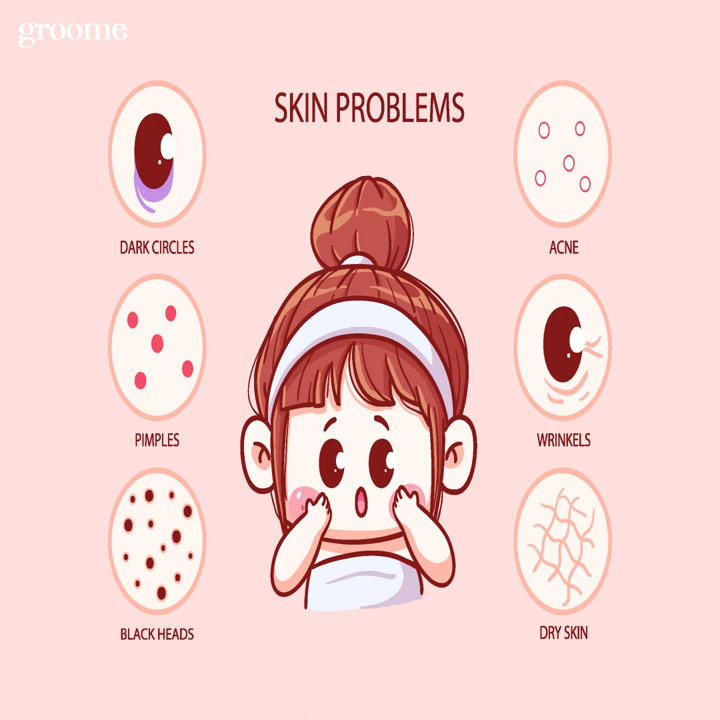 groome
SKIN PROBLEMS
DARK CIRCLES
ACNE
PIMPLES
WRINKELS
BLACK HEADS
DRY SKIN